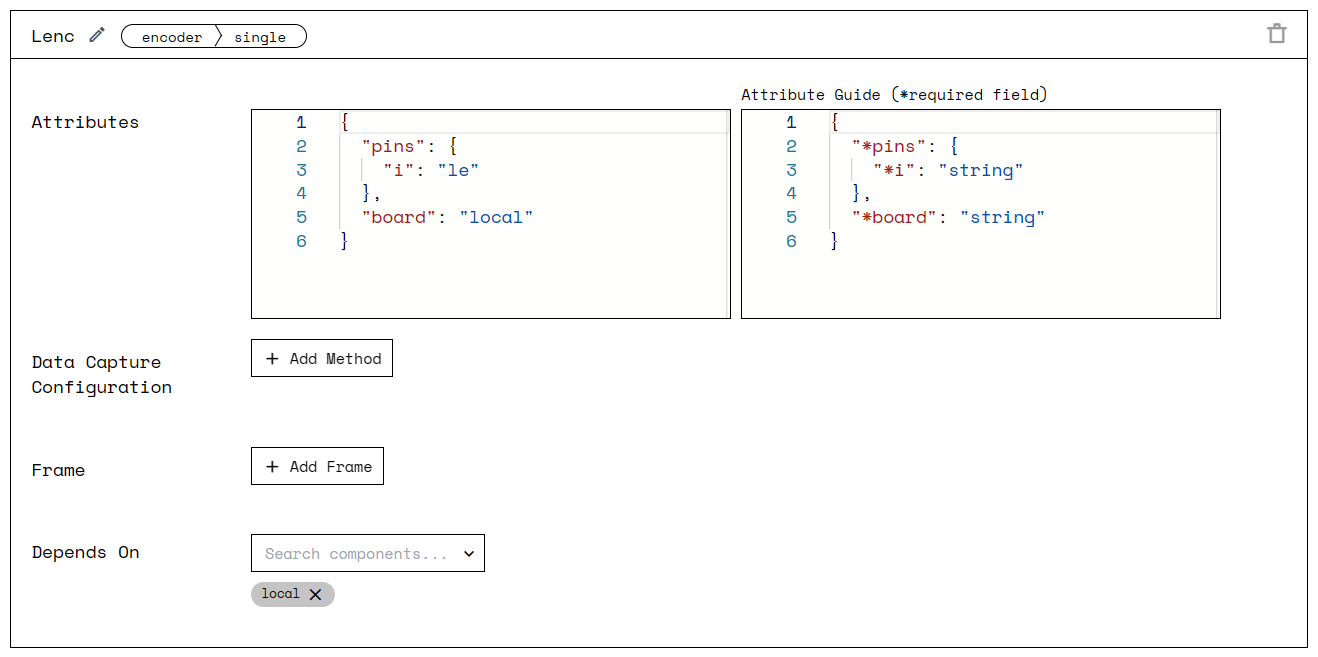 Lenc encoder single
Attribute Guide (*required field)
Attributes
1 {
2 "pins": {
3 "i": "le"
4 },
5 "board": "local"
6 }
1 {
2 "*pins": {
3 "*i": "string"
4 },
5 "*board": "string"
6 }
Data Capture
Configuration
+ Add Method
Frame
+ Add Frame
Depends On
Search components...
local